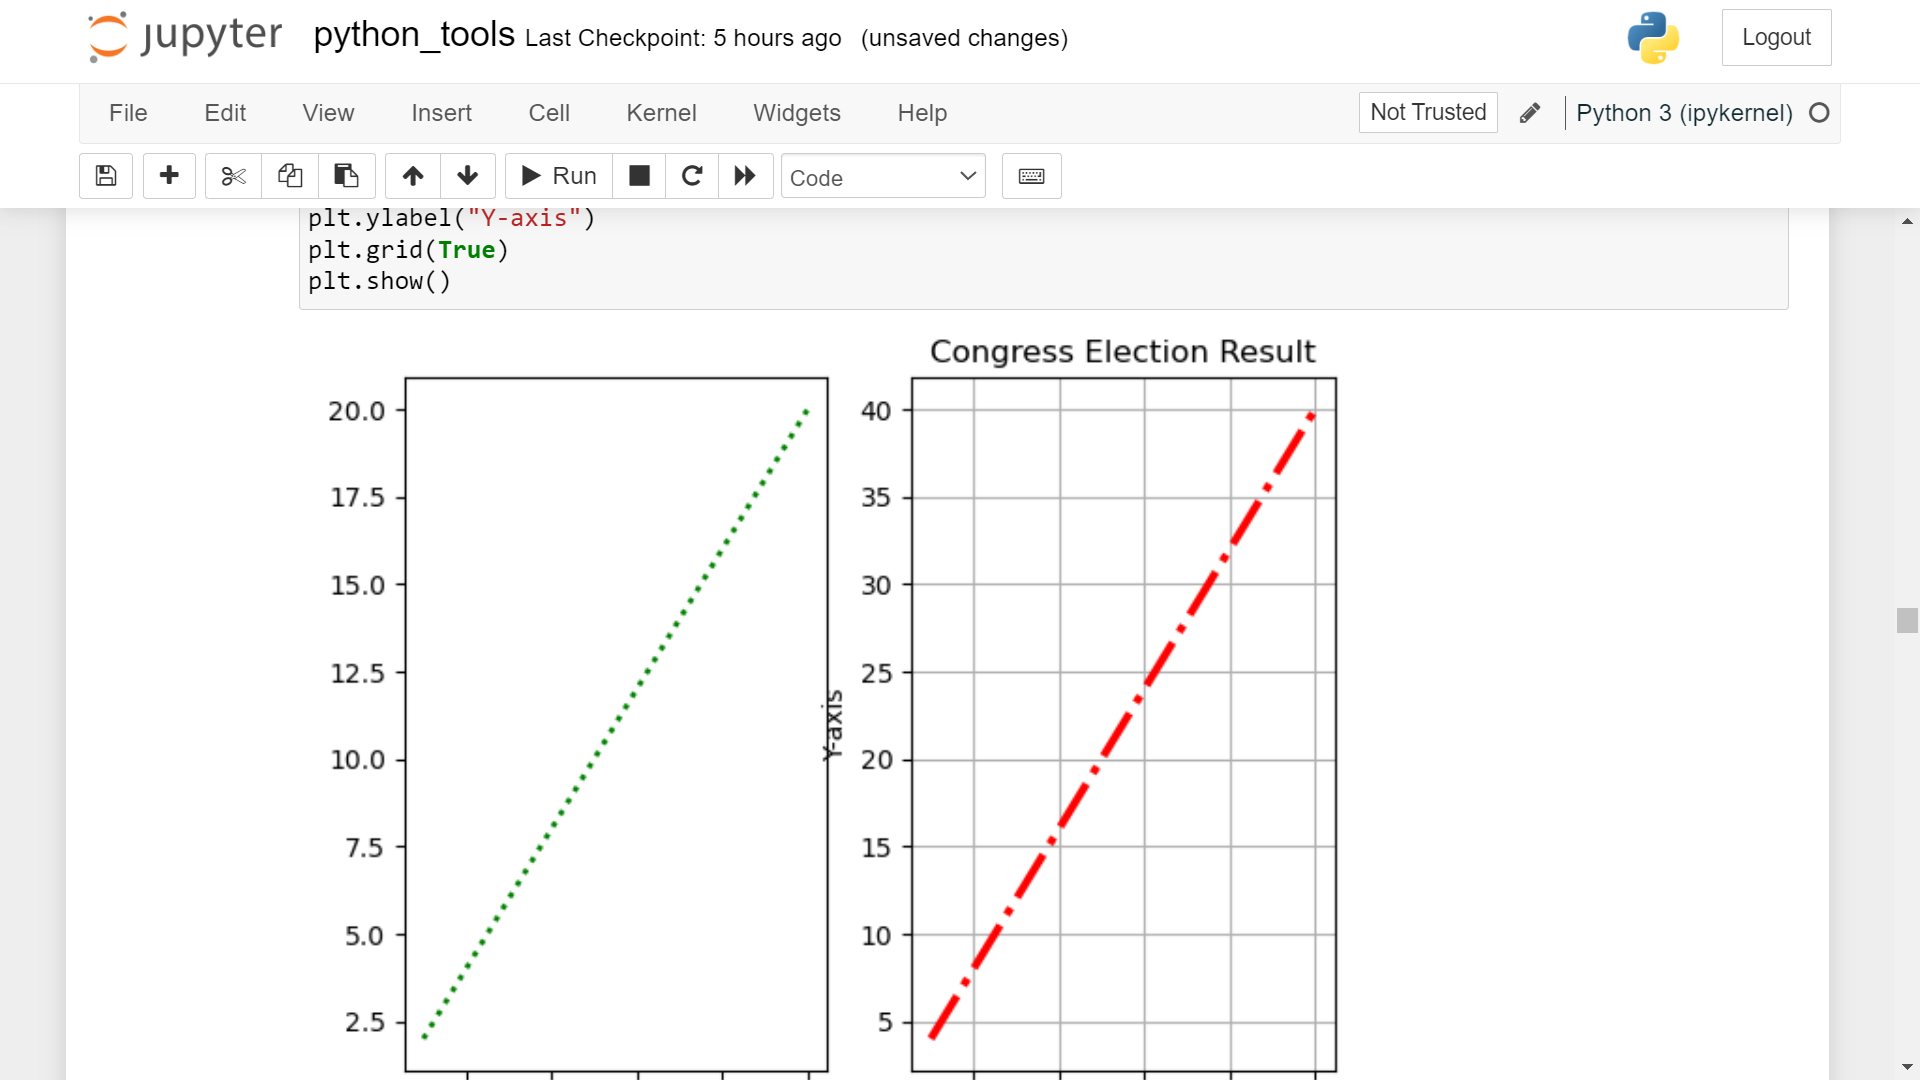 jupyter python_tools Last Checkpoint: 5 hours ago (unsaved changes) Logout
File Edit View Insert Cell Kernel Widgets Help Not Trusted Python 3 (ipykernel)
Run Code
plt.ylabel("Y-axis")
plt.grid(True)
plt.show()
Congress Election Result
20.0
17.5
15.0
12.5
10.0
7.5
5.0
2.5
Y-axis
40
35
30
25
20
15
10
5